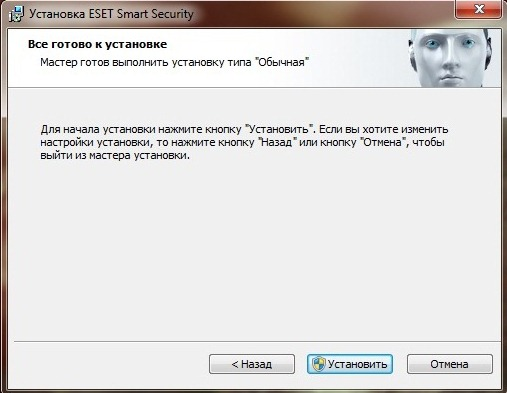 Установка ESET Smart Security
Все готово к установке
Мастер готов выполнить установку типа "Обычная"
Для начала установки нажмите кнопку "Установить". Если вы хотите изменить
настройки установки, то нажмите кнопку "Назад" или кнопку "Отмена", чтобы
выйти из мастера установки.
< Назад
Установить
Отмена